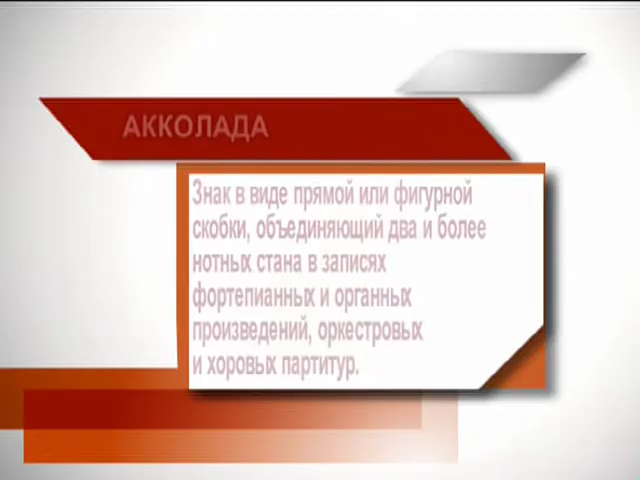 АККОЛАДА
Знак в виде прямой или фигурной
скобки, объединяющий два и более
нотных стана в записях
фортепианных и органных
произведений, оркестровых
и хоровых партитур.